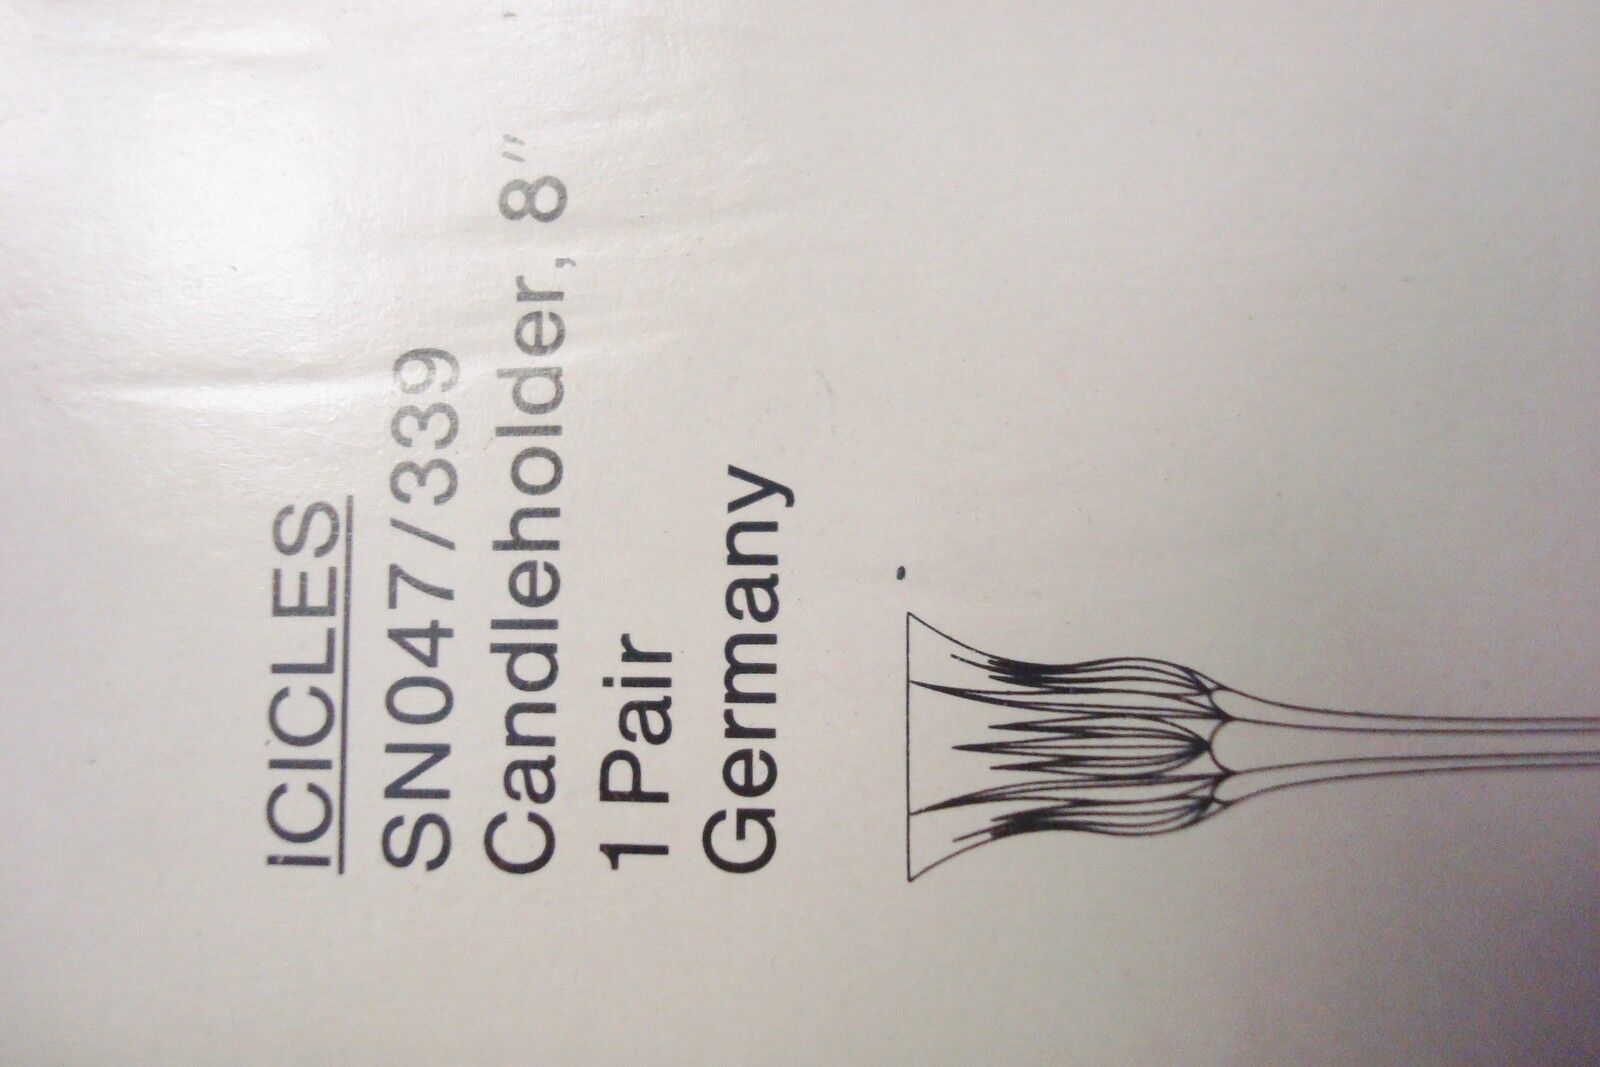 iCiCLES
SN047/339
Candleholder, 8"
1 Pair
Germany